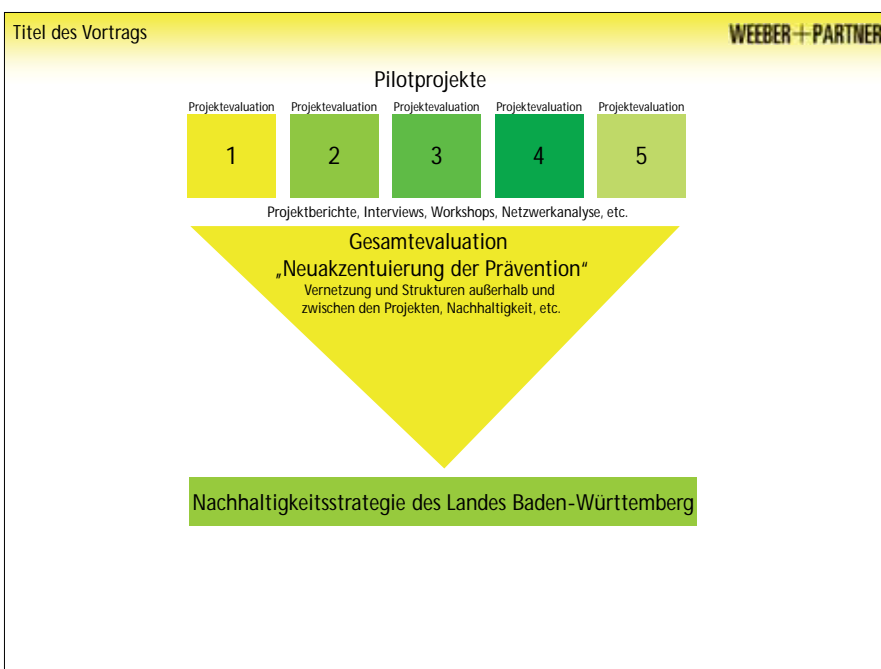 Titel des Vortrags
WEEBER+PARTNER
Pilotprojekte
Projektevaluation Projektevaluation Projektevaluation Projektevaluation Projektevaluation
1 2 3 4 5
Projektberichte, Interviews, Workshops, Netzwerkanalyse, etc.
Gesamtevaluation
„Neuakzentuierung der Prävention“
Vernetzung und Strukturen außerhalb und
zwischen den Projekten, Nachhaltigkeit, etc.
Nachhaltigkeitsstrategie des Landes Baden-Württemberg